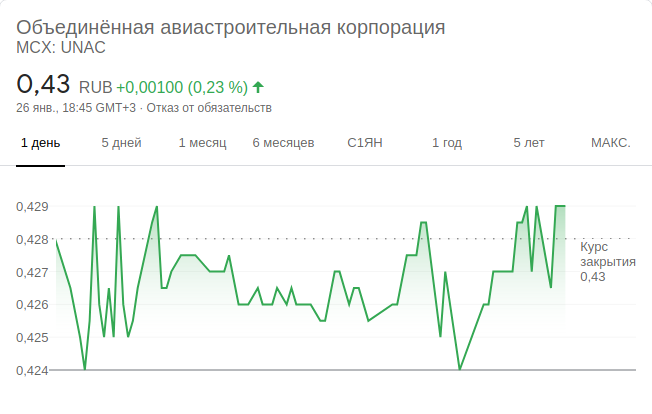 Объединённая авиастроительная корпорация
MCX: UNAC
0,43 RUB +0,00100 (0,23 %)
26 янв., 18:45 GMT+3 · Отказ от обязательств
1 день 5 дней 1 месяц 6 месяцев С1ЯН 1 год 5 лет МАКС.
0,429
0,428
Курс
закрытия
0,43
0,427
0,426
0,425
0,424